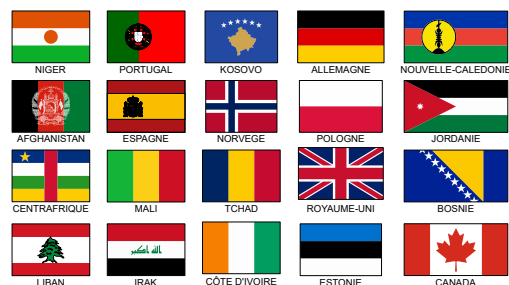 NIGER PORTUGAL KOSOVO ALLEMAGNE NOUVELLE-CALEDONIE
AFGHANISTAN ESPAGNE NORVEGE POLOGNE JORDANIE
CENTRAFRIQUE MALI TCHAD ROYAUME-UNI BOSNIE
LIBAN IRAK CÔTE D'IVOIRE ESTONIE CANADA